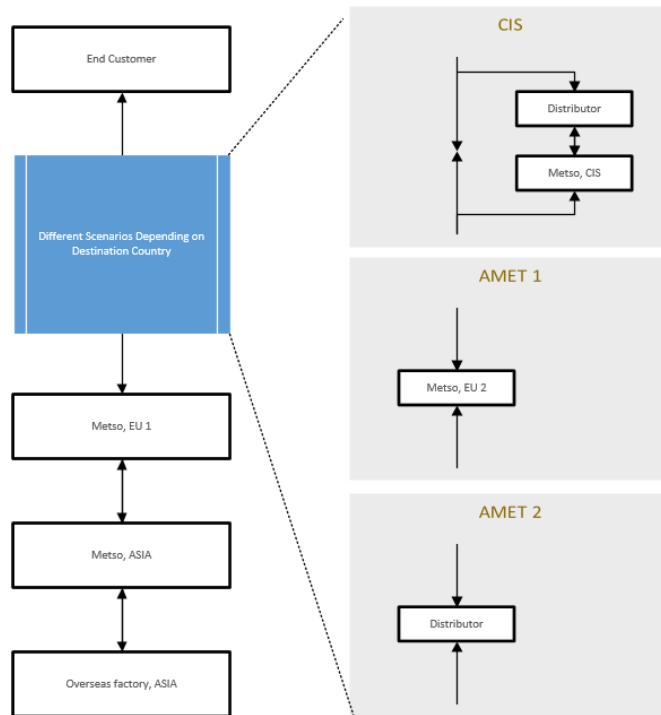 End Customer
Different Scenarios Depending on
Destination Country
Metso, EU 1
Metso, ASIA
Overseas factory, ASIA
CIS
Distributor
Metso, CIS
AMET 1
Metso, EU 2
AMET 2
Distributor